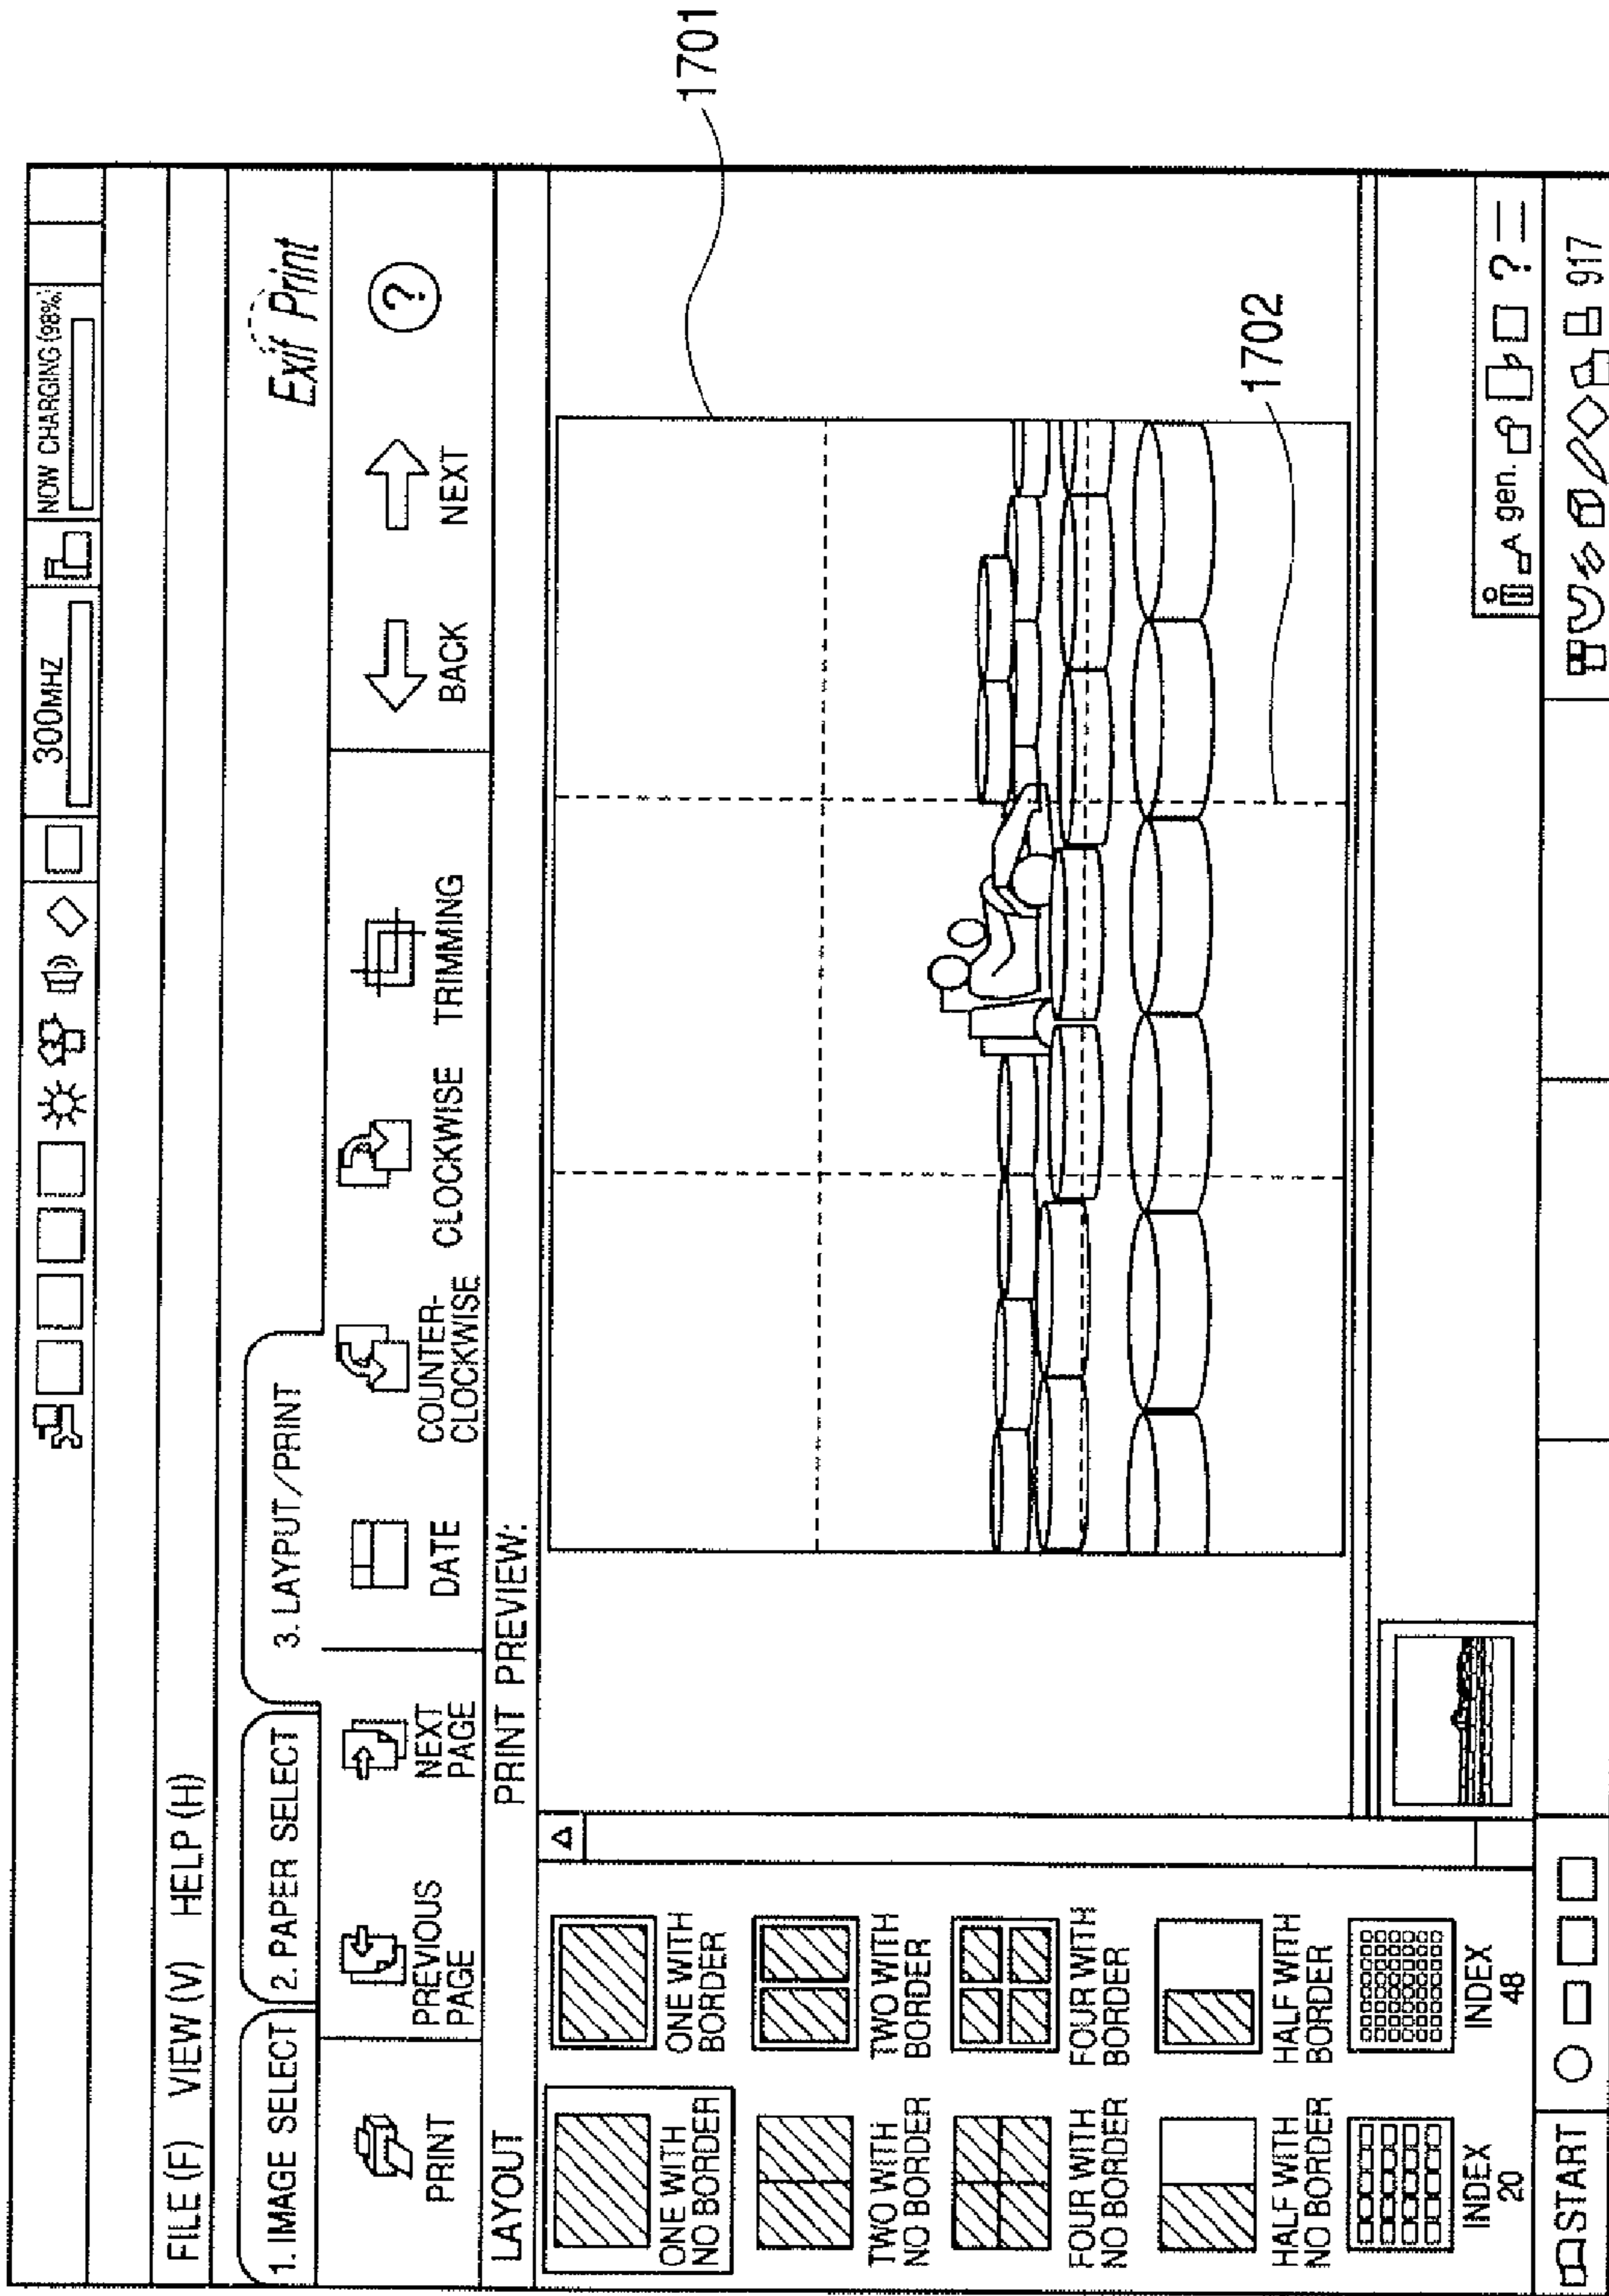 300MHZ
NOW CHARGING (98%)
FILE (F) VIEW (V) HELP (H)
1. IMAGE SELECT
2. PAPER SELECT
3. LAYPUT/PRINT
Exif Print
PRINT
PREVIOUS
PAGE
NEXT
PAGE
DATE
COUNTER-
CLOCKWISE
CLOCKWISE
TRIMMING
BACK
NEXT
?
LAYOUT
PRINT PREVIEW:
1701
ONE WITH
NO BORDER
ONE WITH
BORDER
TWO WITH
NO BORDER
TWO WITH
BORDER
FOUR WITH
NO BORDER
FOUR WITH
BORDER
HALF WITH
NO BORDER
HALF WITH
BORDER
INDEX
20
INDEX
48
1702
A gen.
?
START
917